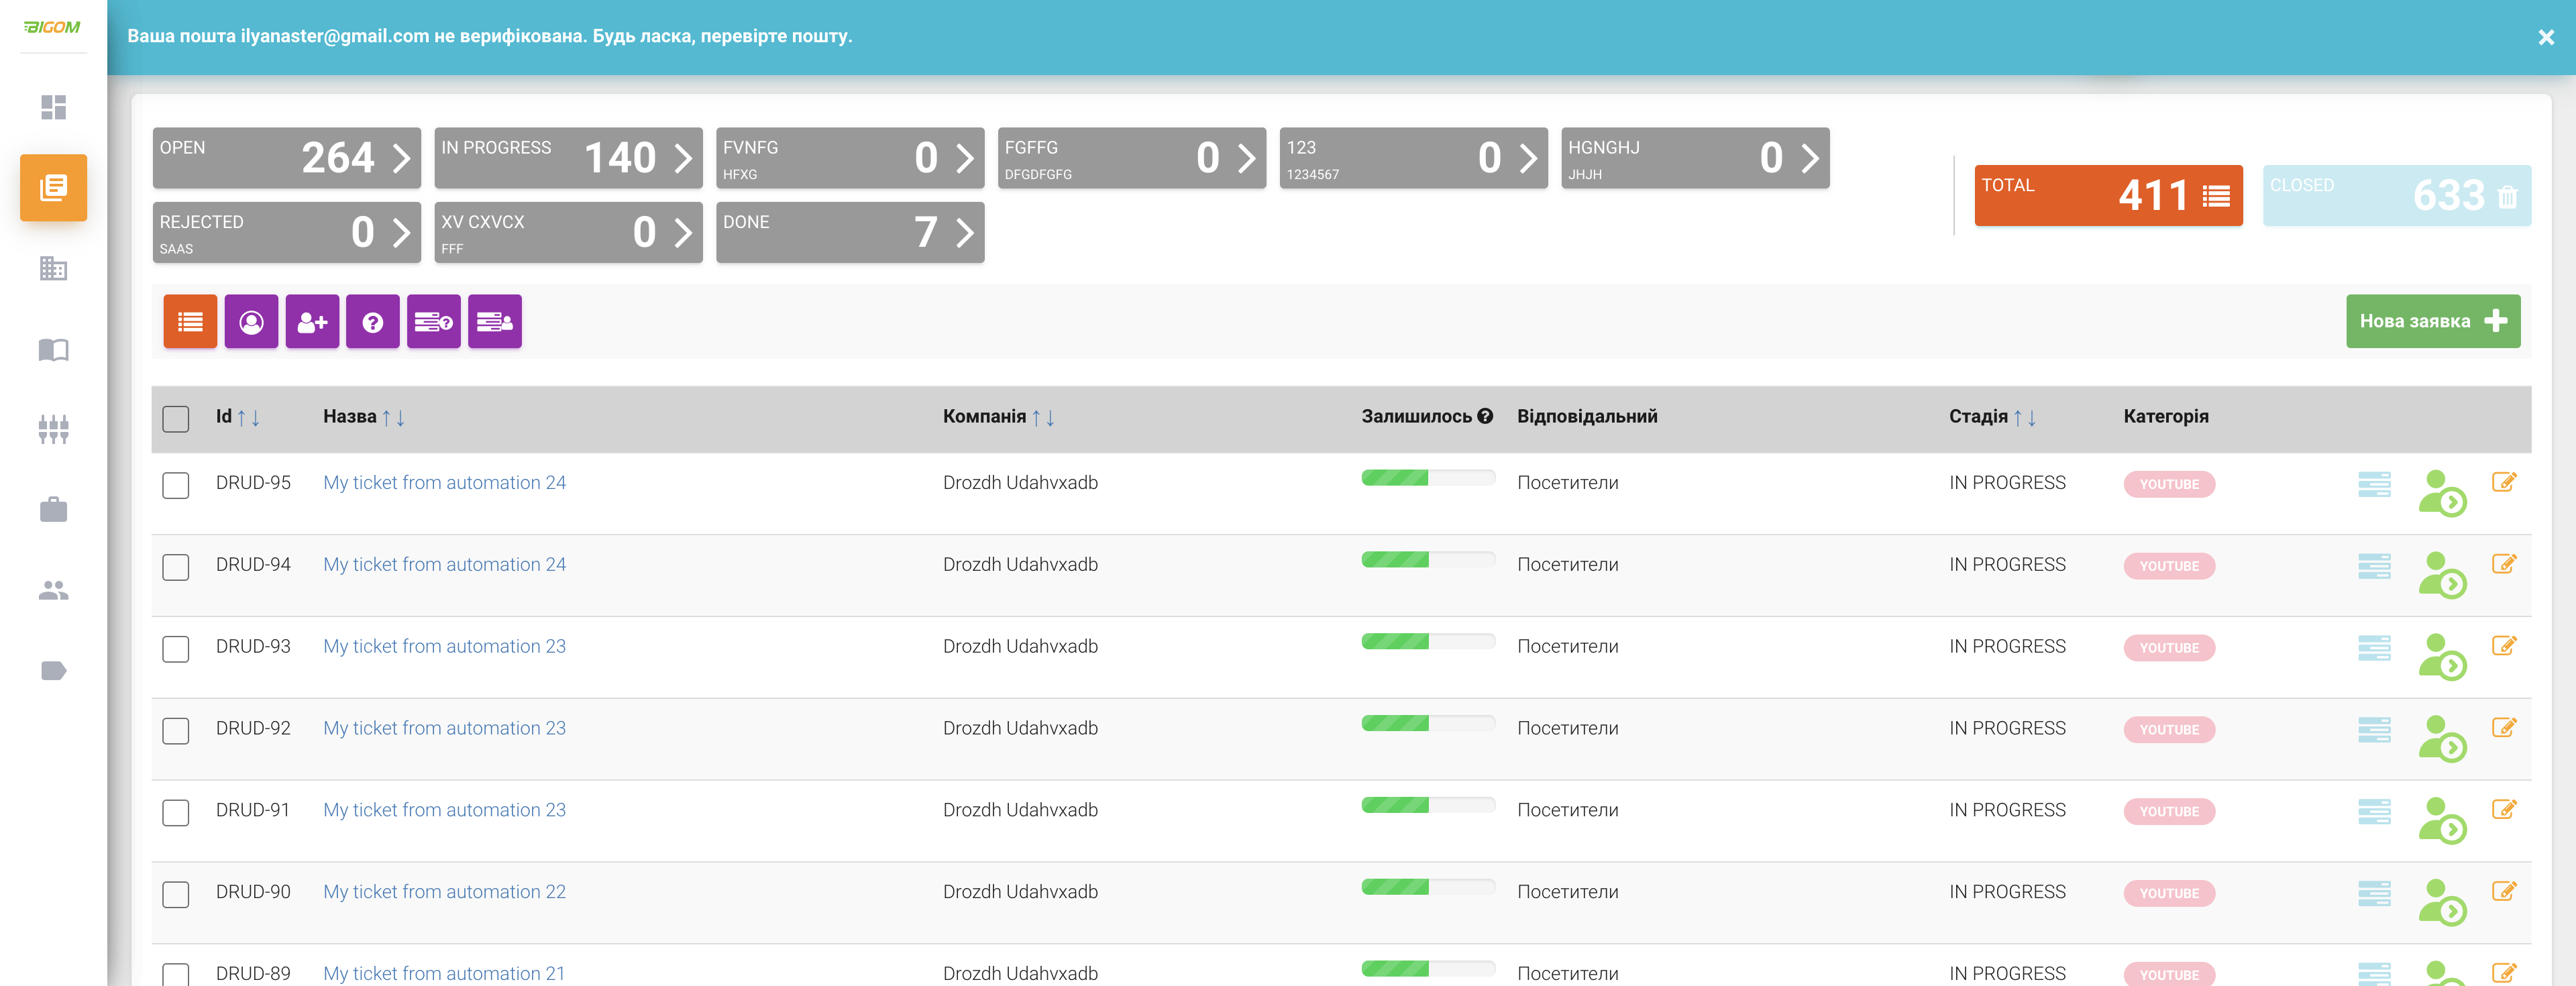 BIGOM
Ваша пошта ilyanaster@gmail.com не верифікована. Будь ласка, перевірте пошту.
OPEN 264
IN PROGRESS 140
FVNFG 0
HFXG
FGFFG 0
DFGDFGFG
123 0
1234567
HGNGHJ 0
JHJH
TOTAL 411
CLOSED 633
REJECTED 0
SAAS
XV CXVCX 0
FFF
DONE 7
Нова заявка
Id Назва Компанія Залишилось Відповідальний Стадія Категорія
DRUD-95 My ticket from automation 24 Drozdh Udahvxadb Посетители IN PROGRESS YOUTUBE
DRUD-94 My ticket from automation 24 Drozdh Udahvxadb Посетители IN PROGRESS YOUTUBE
DRUD-93 My ticket from automation 23 Drozdh Udahvxadb Посетители IN PROGRESS YOUTUBE
DRUD-92 My ticket from automation 23 Drozdh Udahvxadb Посетители IN PROGRESS YOUTUBE
DRUD-91 My ticket from automation 23 Drozdh Udahvxadb Посетители IN PROGRESS YOUTUBE
DRUD-90 My ticket from automation 22 Drozdh Udahvxadb Посетители IN PROGRESS YOUTUBE
DRUD-89 My ticket from automation 21 Drozdh Udahvxadb Посетители IN PROGRESS YOUTUBE